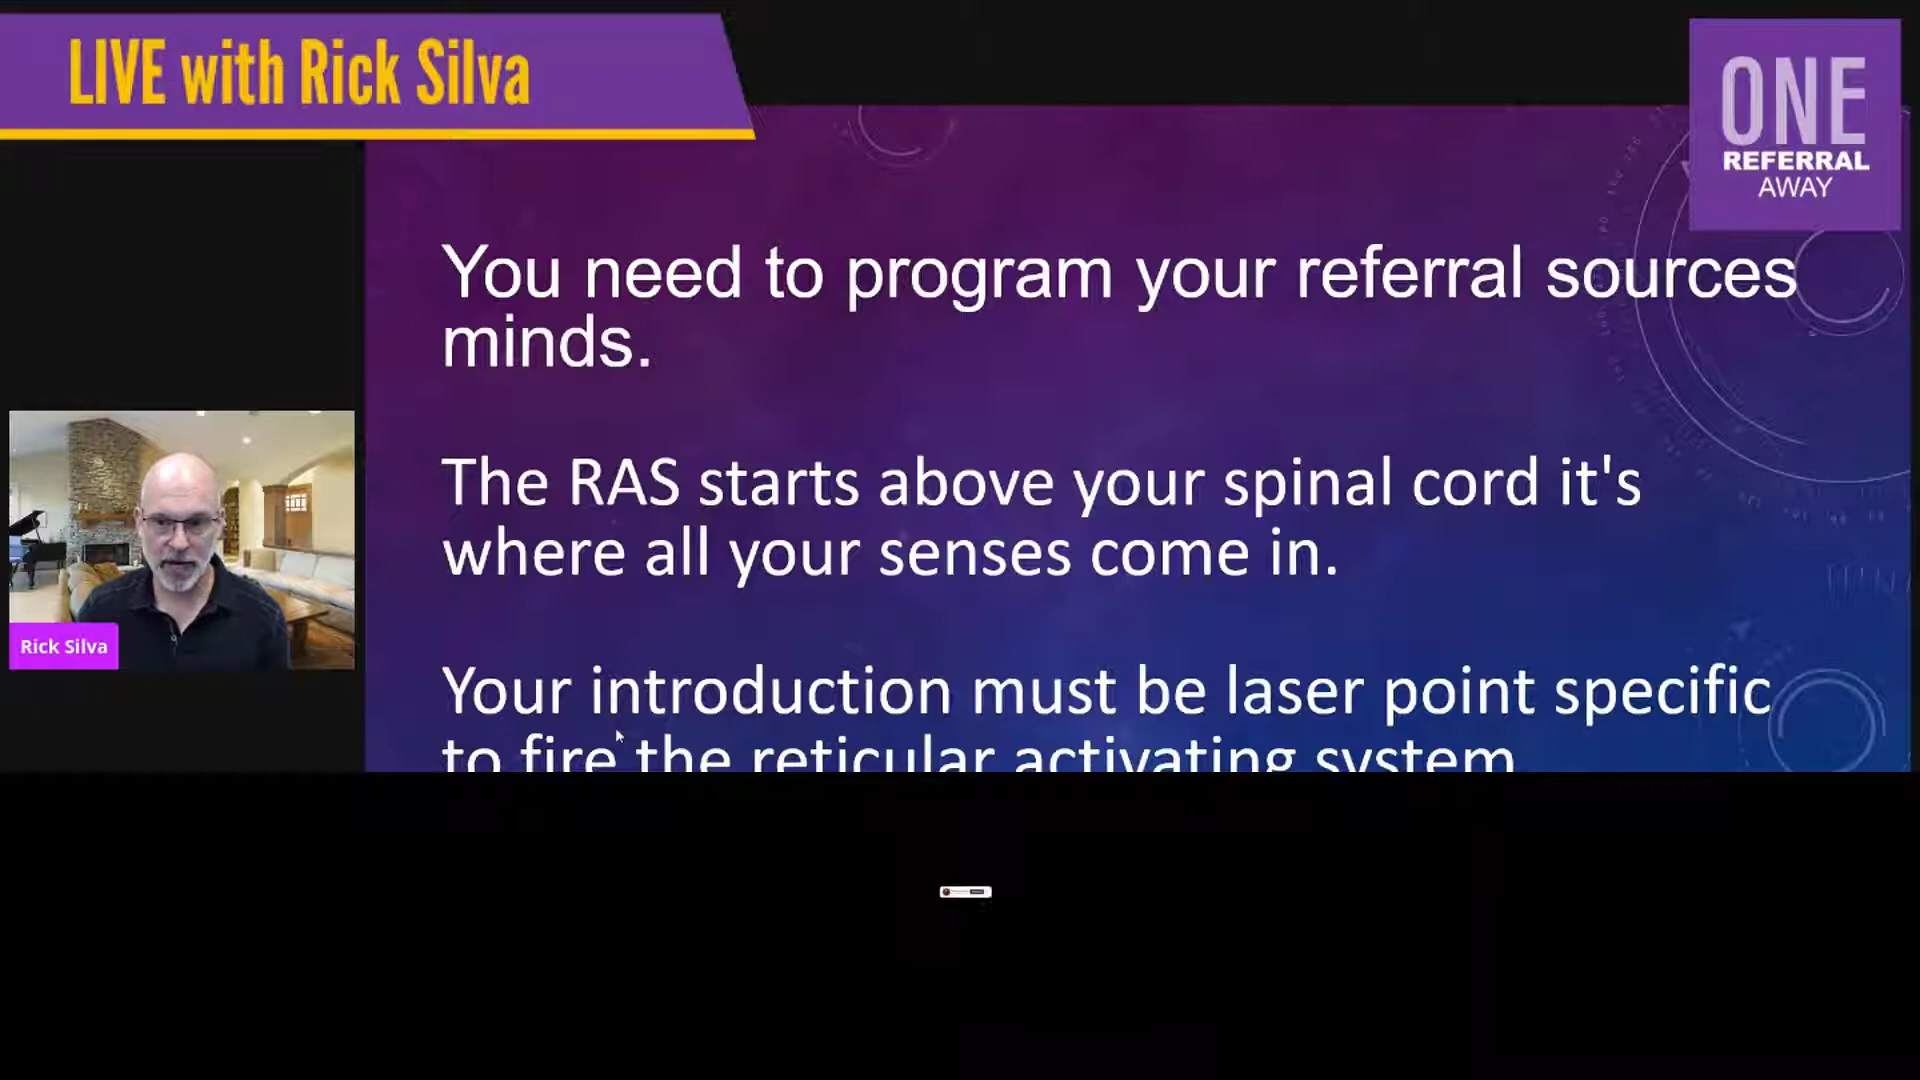 LIVE with Rick Silva
ONE
REFERRAL
AWAY
You need to program your referral sources
minds.
The RAS starts above your spinal cord it's
where all your senses come in.
Rick Silva
Your introduction must be laser point specific
to fire the reticular activating system